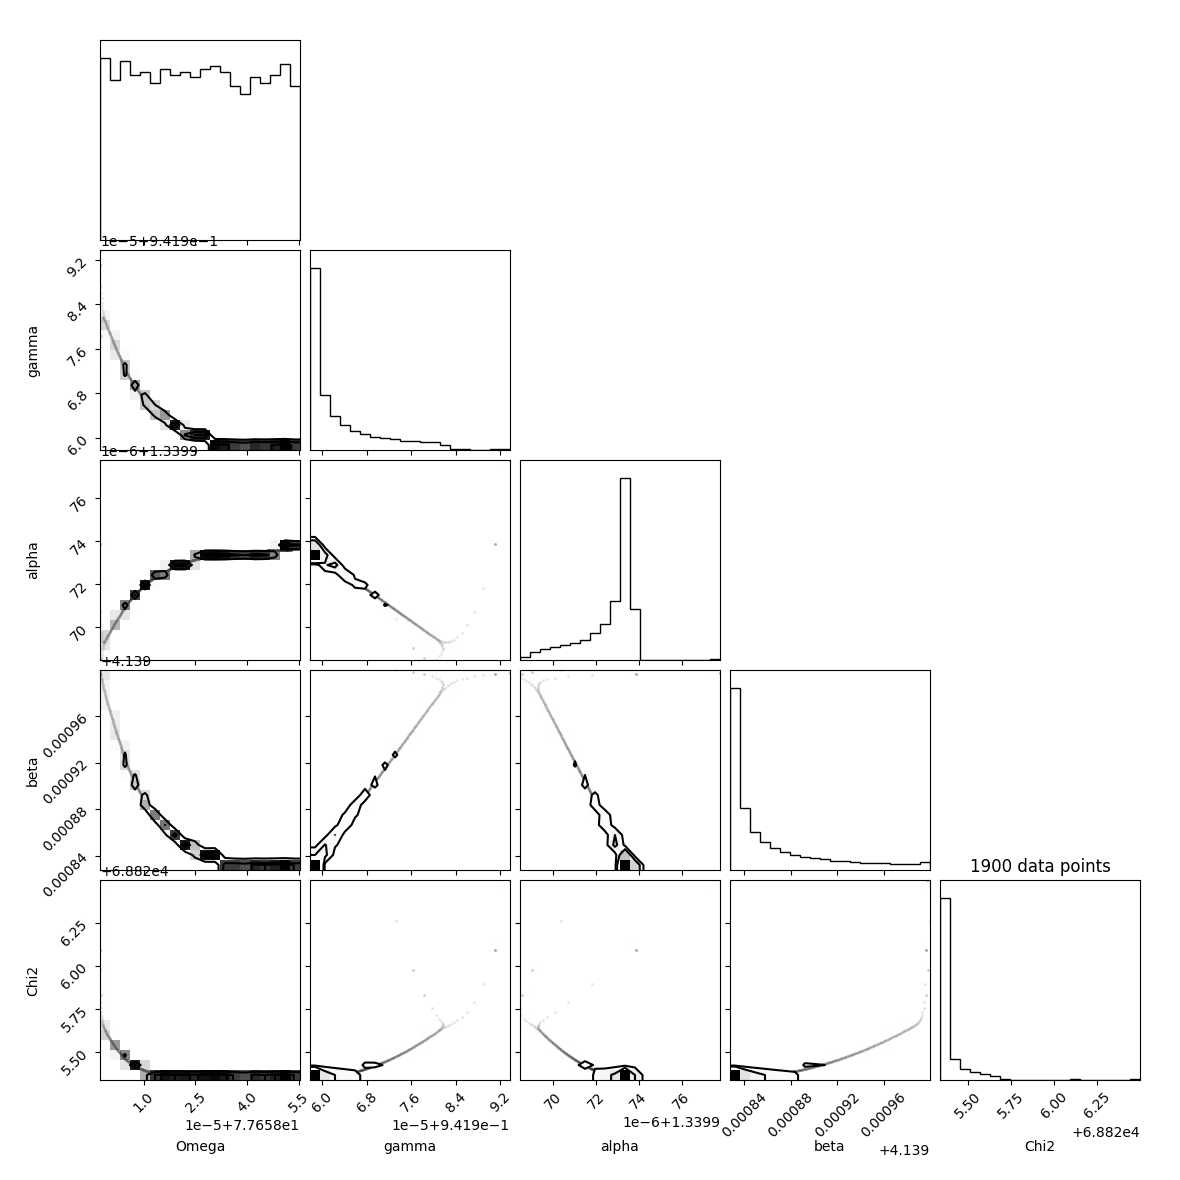 1e−5+9.419e−1
9.2
8.4
7.6
6.8
6.0
gamma
1e−6+1.3399
76
74
72
70
alpha
+4.139
0.00096
0.00092
0.00088
0.00084
beta
+6.882e4
1900 data points
6.25
6.00
5.75
5.50
Chi2
1.0 2.5 4.0 5.5 6.0 6.8 7.6 8.4 9.2 70 72 74 76 0.00084 0.00088 0.00092 0.00096 5.50 5.75 6.00 6.25
1e−5+7.7658e1 1e−5+9.419e−1 1e−6+1.3399 +4.139 +6.882e4
Omega gamma alpha beta Chi2